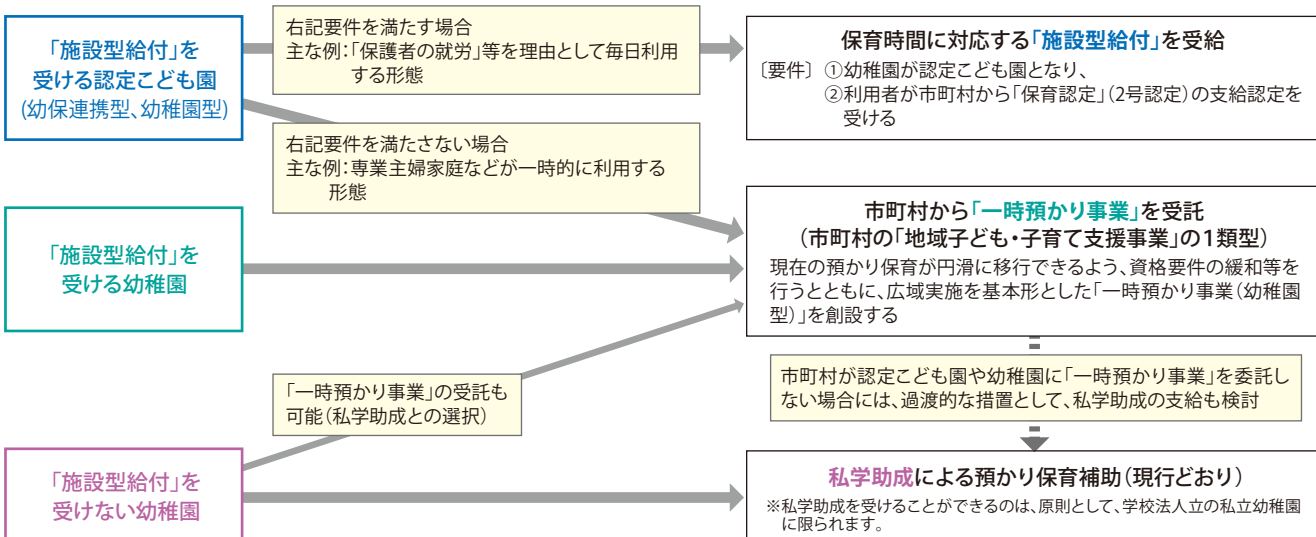 「施設型給付」を
受ける認定こども園
(幼保連携型、幼稚園型)
右記要件を満たす場合
主な例：「保護者の就労」等を理由として毎日利用
する形態
保育時間に対応する「施設型給付」を受給
〔要件〕①幼稚園が認定こども園となり、
②利用者が市町村から「保育認定」(2号認定)の支給認定を
受ける
右記要件を満たさない場合
主な例：専業主婦家庭などが一時的に利用する
形態
「施設型給付」を
受ける幼稚園
市町村から「一時預かり事業」を受託
(市町村の「地域子ども・子育て支援事業」の1類型)
現在の預かり保育が円滑に移行できるよう、資格要件の緩和等を
行うとともに、広域実施を基本形とした「一時預かり事業(幼稚園
型)」を創設する
「一時預かり事業」の受託も
可能(私学助成との選択)
市町村が認定こども園や幼稚園に「一時預かり事業」を委託し
ない場合には、過渡的な措置として、私学助成の支給も検討
「施設型給付」を
受けない幼稚園
私学助成による預かり保育補助(現行どおり)
※私学助成を受けることができるのは、原則として、学校法人立の私立幼稚園
に限られます。